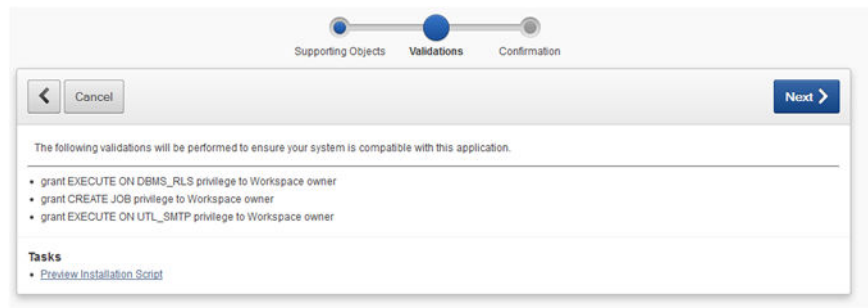 Supporting Objects Validations Confirmation
Cancel Next
The following validations will be performed to ensure your system is compatible with this application.
• grant EXECUTE ON DBMS_RLS privilege to Workspace owner
• grant CREATE JOB privilege to Workspace owner
• grant EXECUTE ON UTL_SMTP privilege to Workspace owner
Tasks
• Preview Installation Script